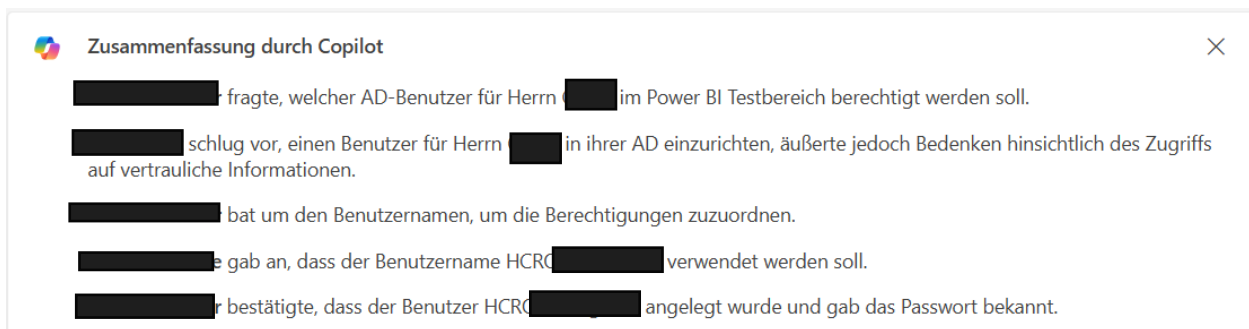 Zusammenfassung durch Copilot
fragte, welcher AD-Benutzer für Herrn im Power BI Testbereich berechtigt werden soll.
schlug vor, einen Benutzer für Herrn in ihrer AD einzurichten, äußerte jedoch Bedenken hinsichtlich des Zugriffs
auf vertrauliche Informationen.
bat um den Benutzernamen, um die Berechtigungen zuzuordnen.
gab an, dass der Benutzername HCRC verwendet werden soll.
bestätigte, dass der Benutzer HCRC angelegt wurde und gab das Passwort bekannt.